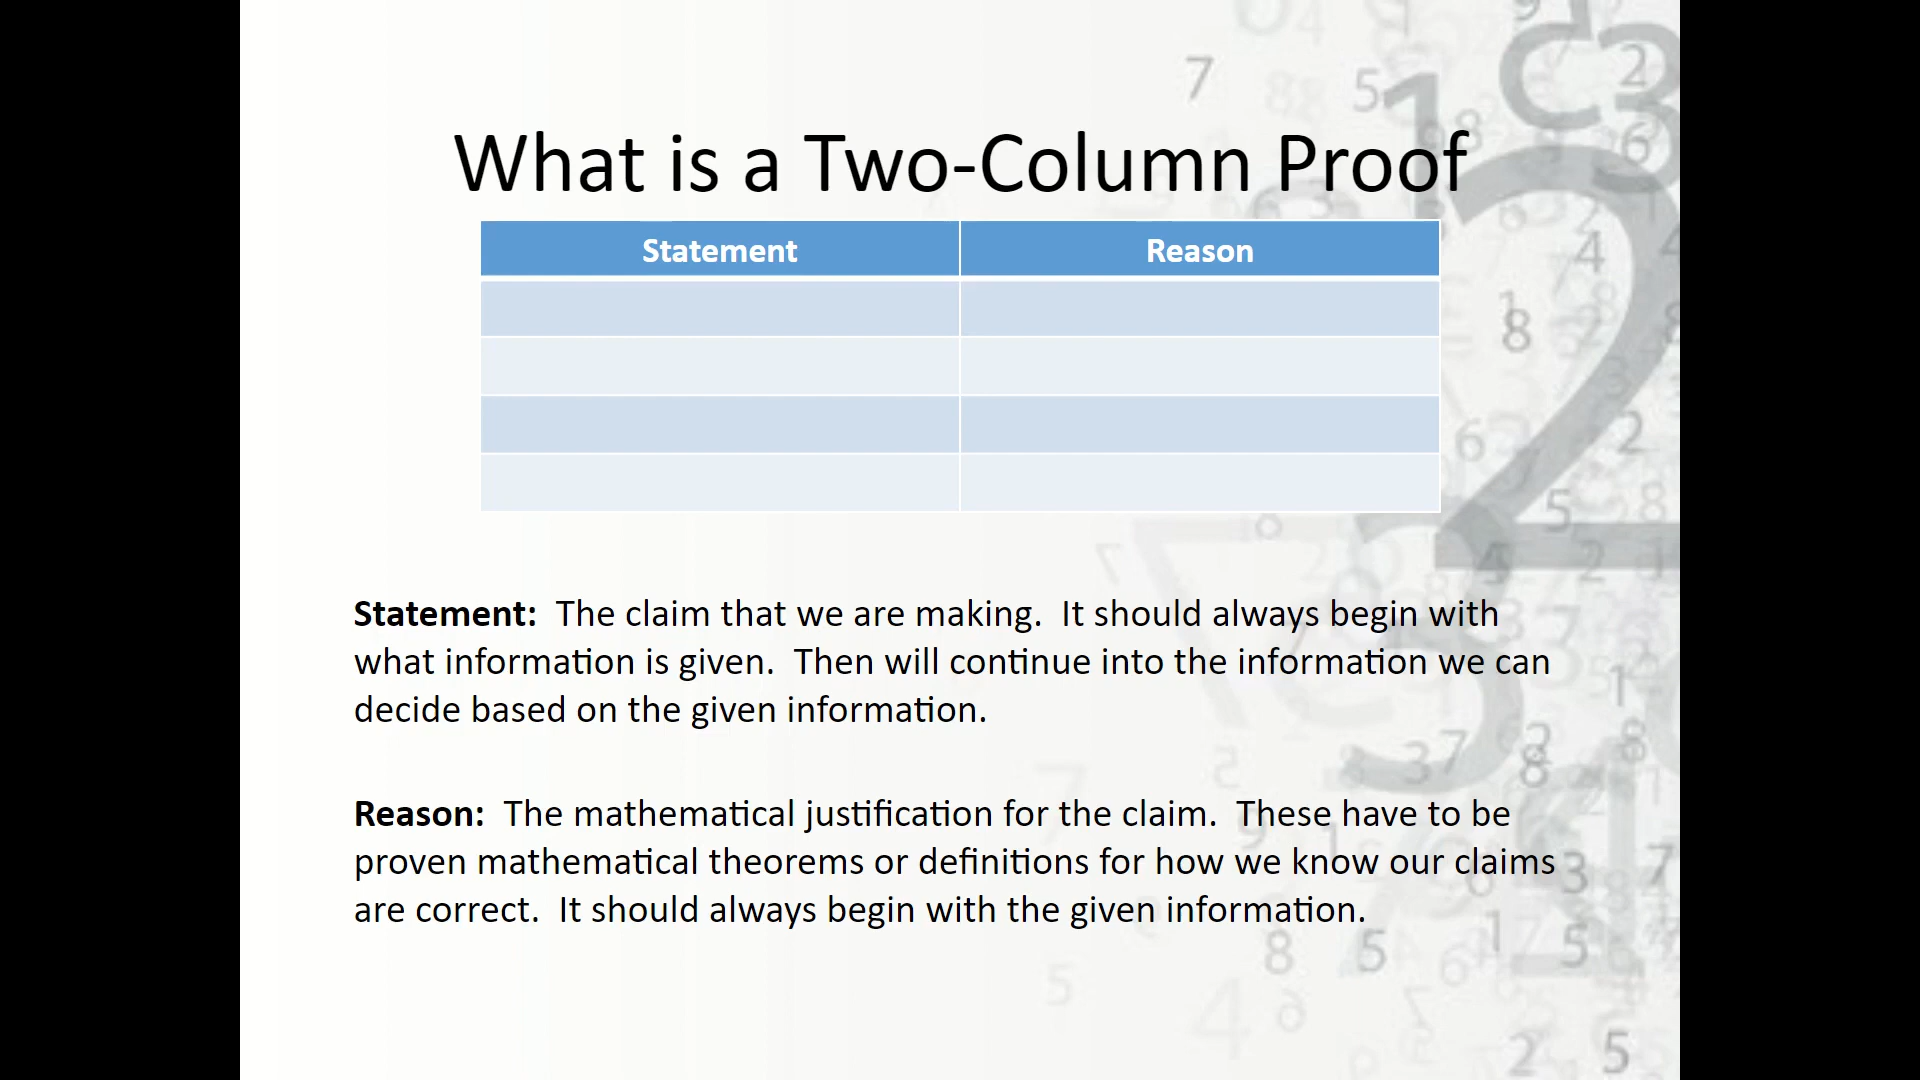 What is a Two-Column Proof
Statement Reason
Statement:  The claim that we are making.  It should always begin with
what information is given.  Then will continue into the information we can
decide based on the given information.
Reason:  The mathematical justification for the claim.  These have to be
proven mathematical theorems or definitions for how we know our claims
are correct.  It should always begin with the given information.